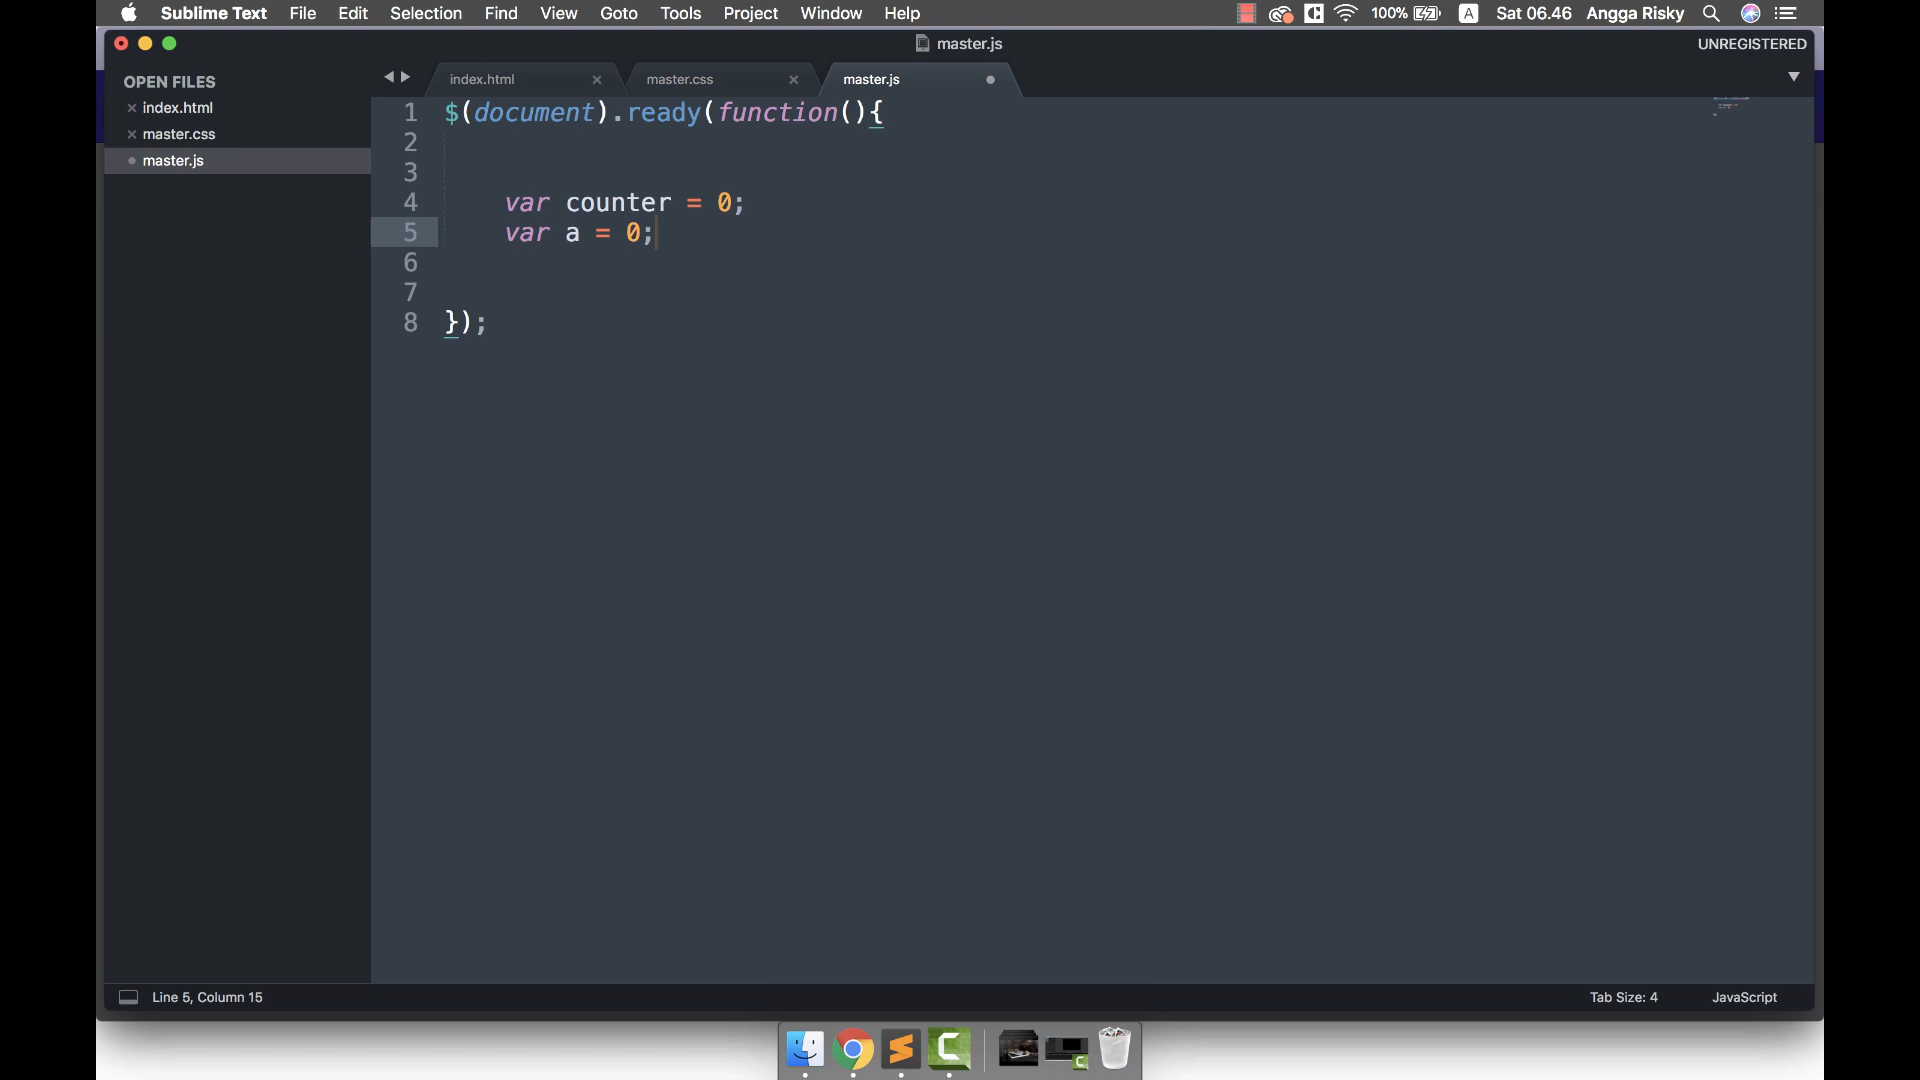 Sublime Text File Edit Selection Find View Goto Tools Project Window Help 100% A Sat 06.46 Angga Risky
master.js UNREGISTERED
OPEN FILES
index.html
master.css
master.js
index.html master.css master.js
1 $(document).ready(function(){
2
3
4 var counter = 0;
5 var a = 0;
6
7
8 });
Line 5, Column 15 Tab Size: 4 JavaScript